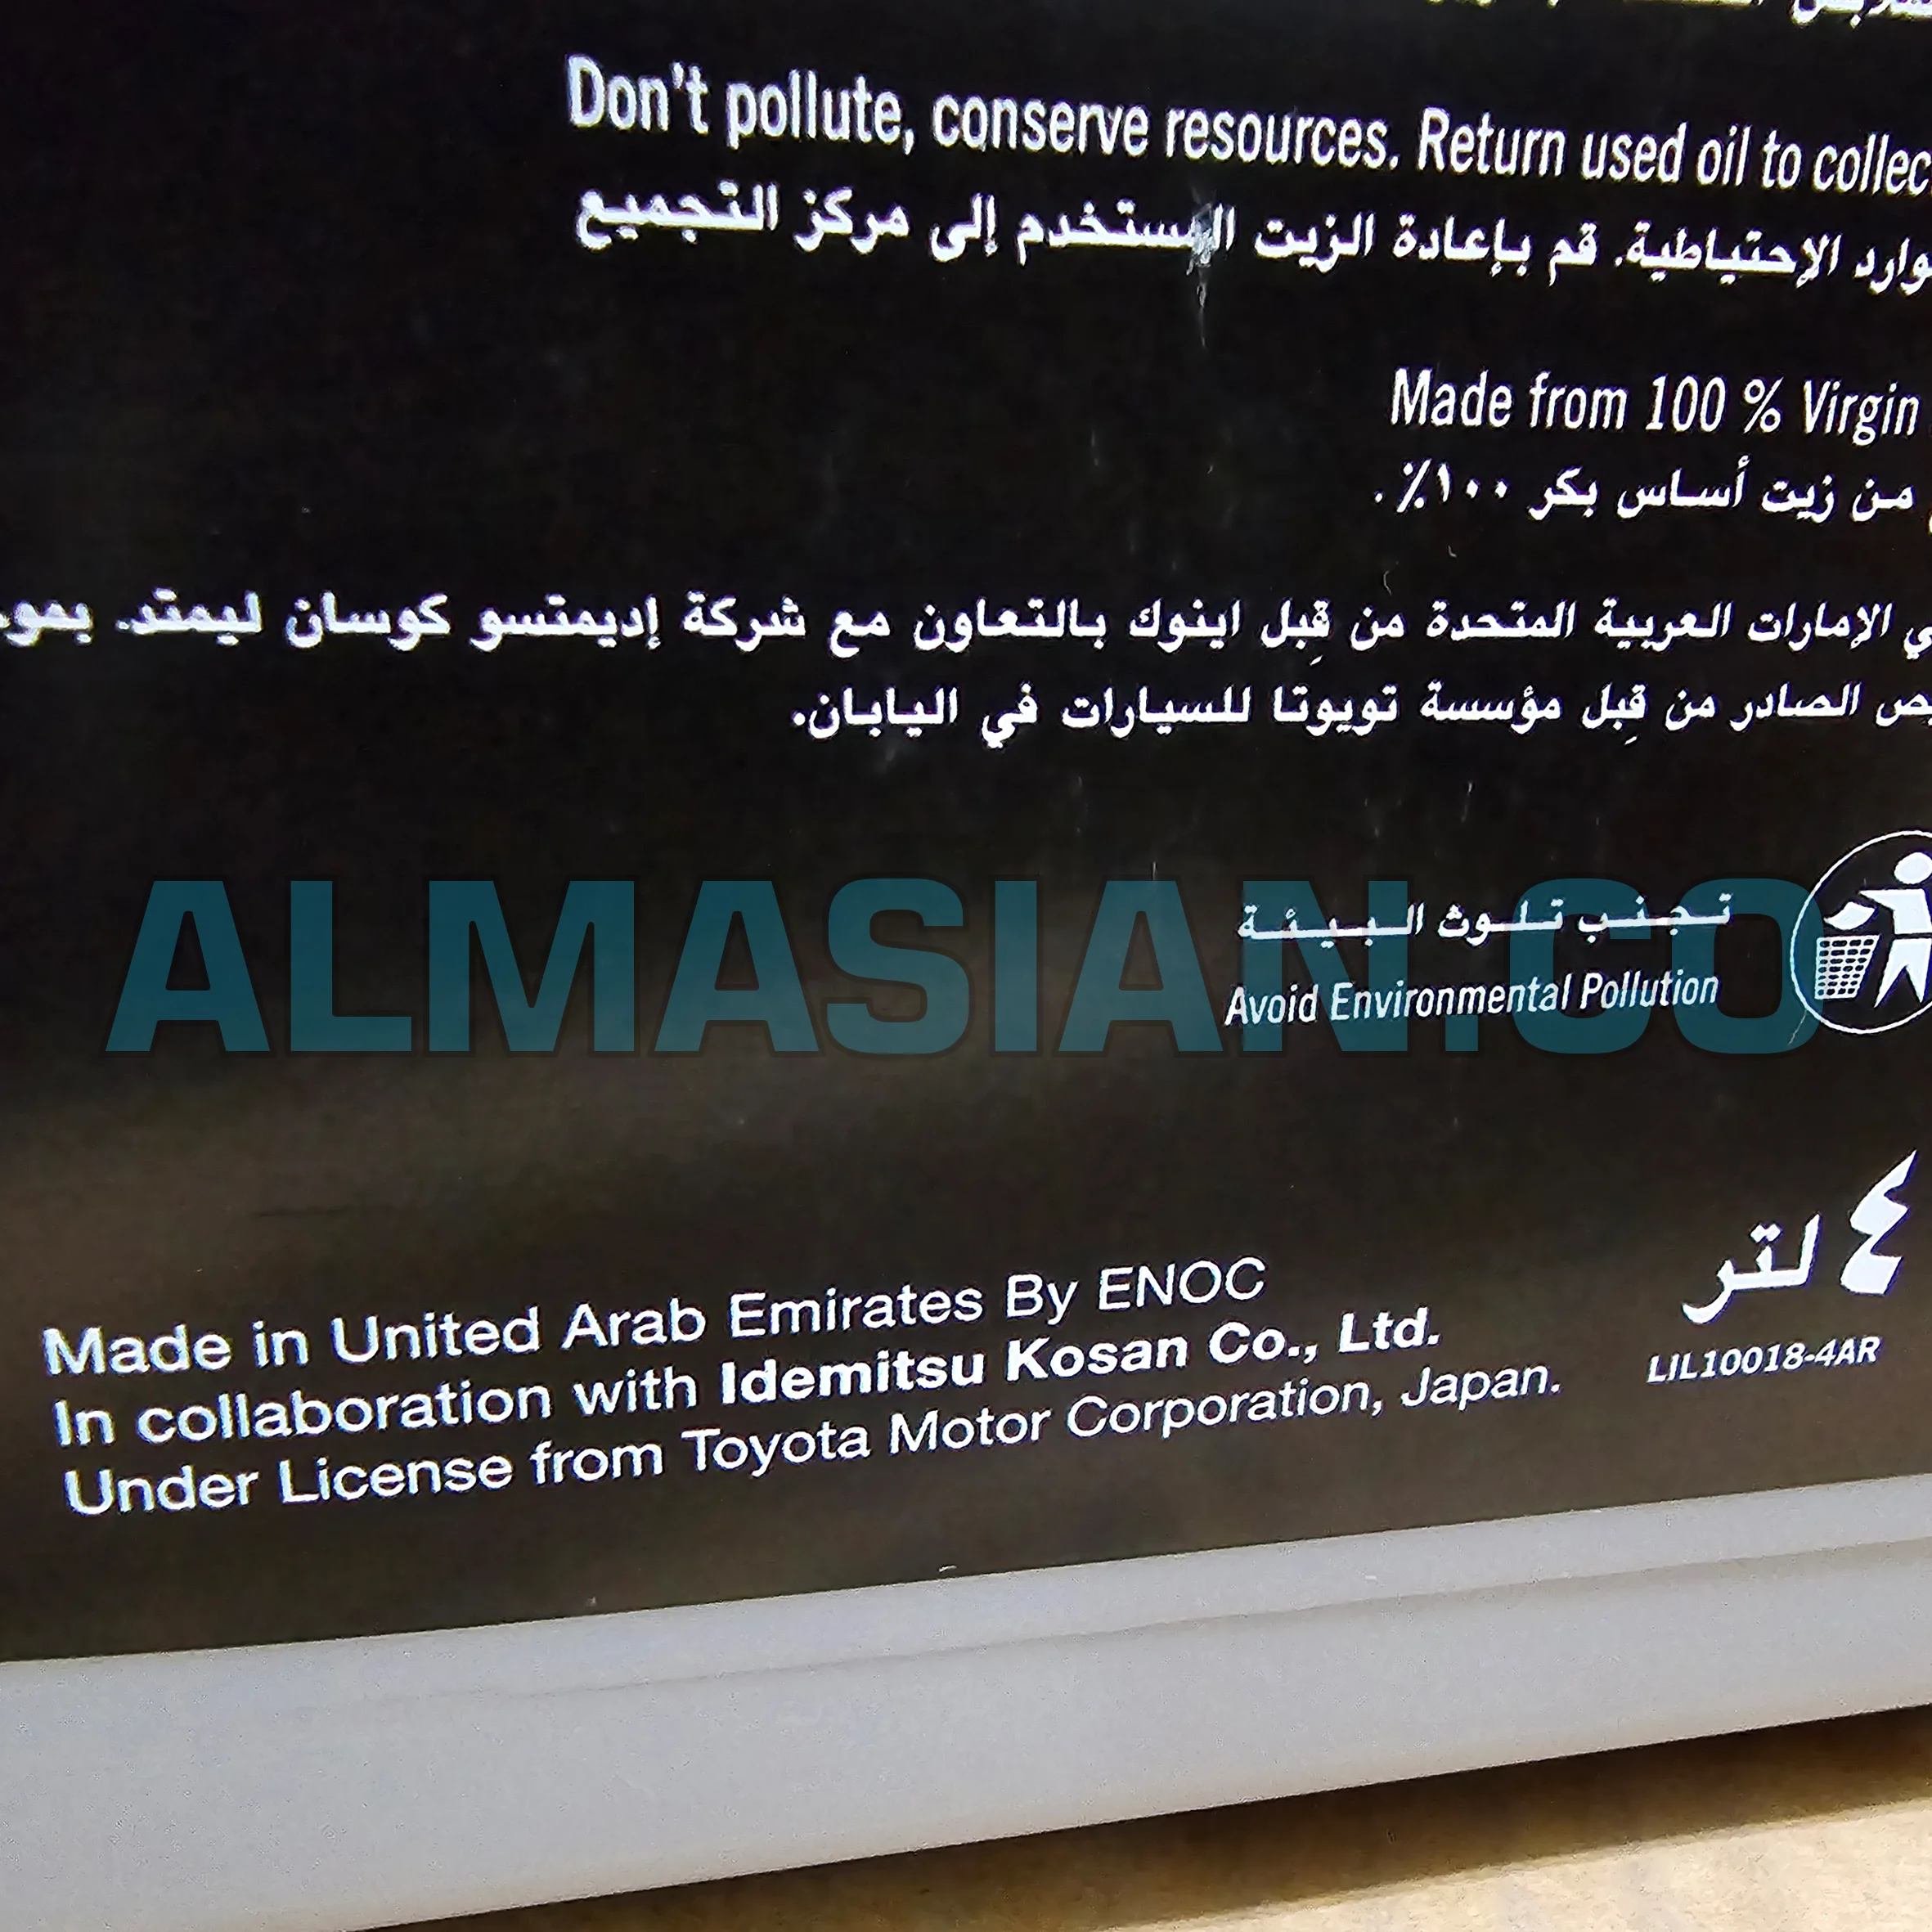 Don't pollute, conserve resources. Return used oil to
الإحتياطية. قم بإعادة الزيت المستخدم إلى مركز التجميع
Made from 100 % Virgin
من زيت أساس بكر ١٠٠٪.
الإمارات العربية المتحدة من قِبل اينوك بالتعاون مع شركة إديمتسو كوسان ليمتد.
الصادر من قِبل مؤسسة تويوتا للسيارات في اليابان.
تجنب تلوث البيئة
Avoid Environmental Pollution
ALMASIAN.CO
٤ لتر
LIL10018-4AR
Made in United Arab Emirates By ENOC
In collaboration with Idemitsu Kosan Co., Ltd.
Under License from Toyota Motor Corporation, Japan.